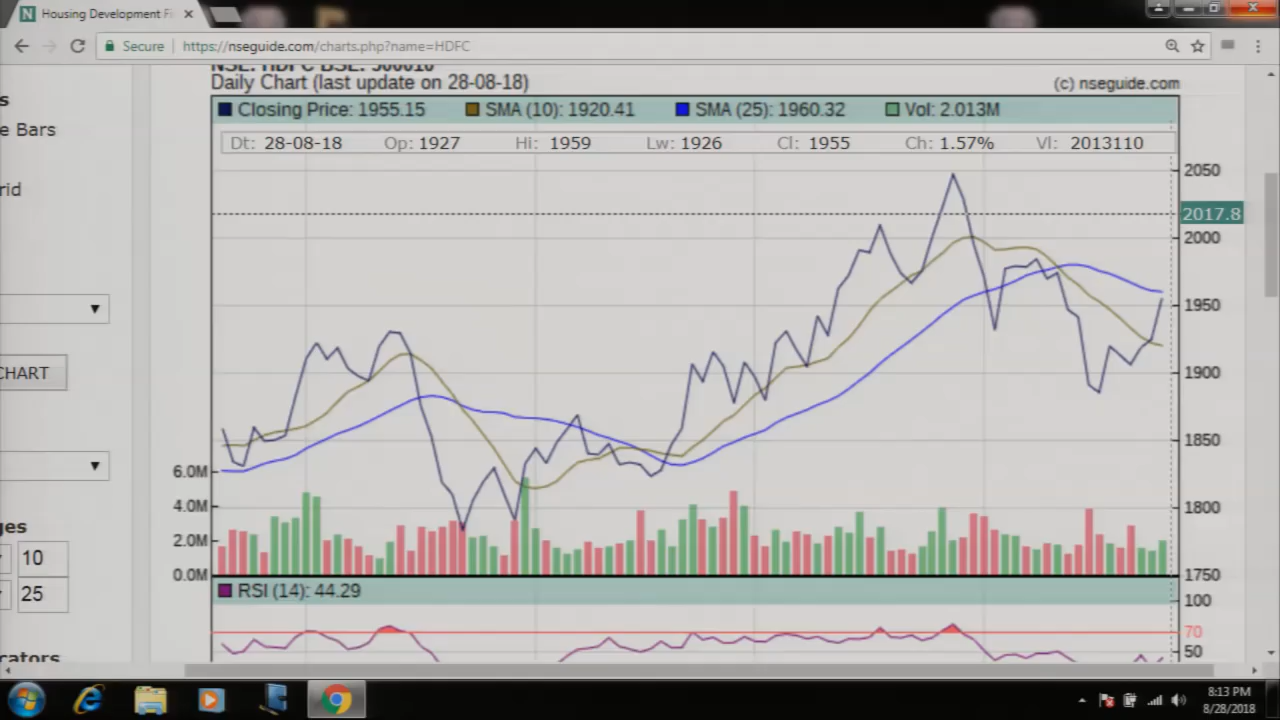 Housing Development Fi
Secure https://nseguide.com/charts.php?name=HDFC
NSE: HDFC BSE: 500010
Daily Chart (last update on 28-08-18)
(c) nseguide.com
Closing Price: 1955.15 SMA (10): 1920.41 SMA (25): 1960.32 Vol: 2.013M
Dt: 28-08-18 Op: 1927 Hi: 1959 Lw: 1926 Cl: 1955 Ch: 1.57% Vl: 2013110
s
e Bars
rid
CHART
ges
10
25
cators
2050
2017.8
2000
1950
1900
1850
1800
1750
6.0M
4.0M
2.0M
0.0M
RSI (14): 44.29
100
70
50
8:13 PM
8/28/2018